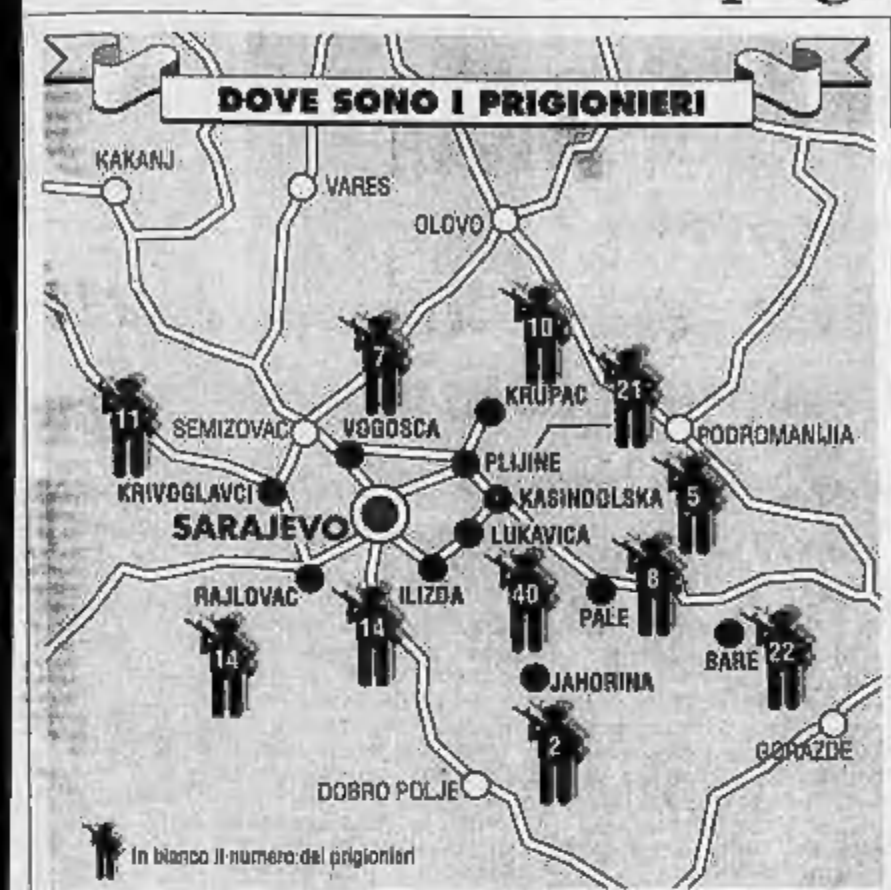 DOVE SONO I PRIGIONIERI
KAKANJ
VARES
OLOVO
10
7
21
KRUPAC
11
SEMIZOVAC
VOGOSCA
PODROMANIJIA
PLIJINE
KRIVOGLAVCI
KASINDOLSKA
5
SARAJEVO
LUKAVICA
RAJLOVAC
ILIZDA
40
8
PALE
14
14
BARE
22
JAHORINA
2
GORAZDE
DOBRO POLJE
In bianco il numero dei prigionieri